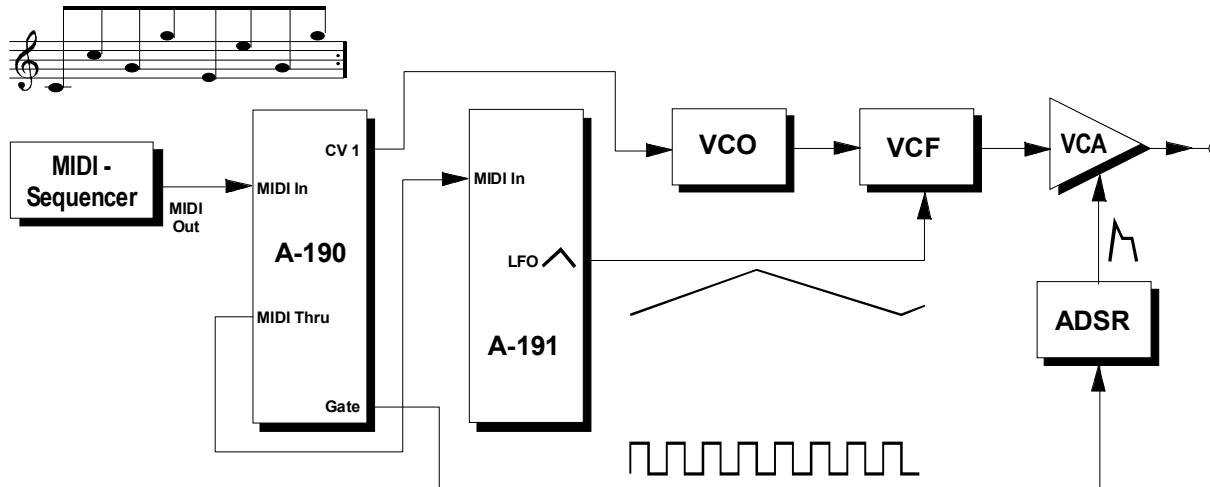 MIDI -
Sequencer
MIDI
Out
MIDI In
CV 1
A-190
MIDI Thru
Gate
MIDI In
LFO
A-191
VCO
VCF
VCA
ADSR